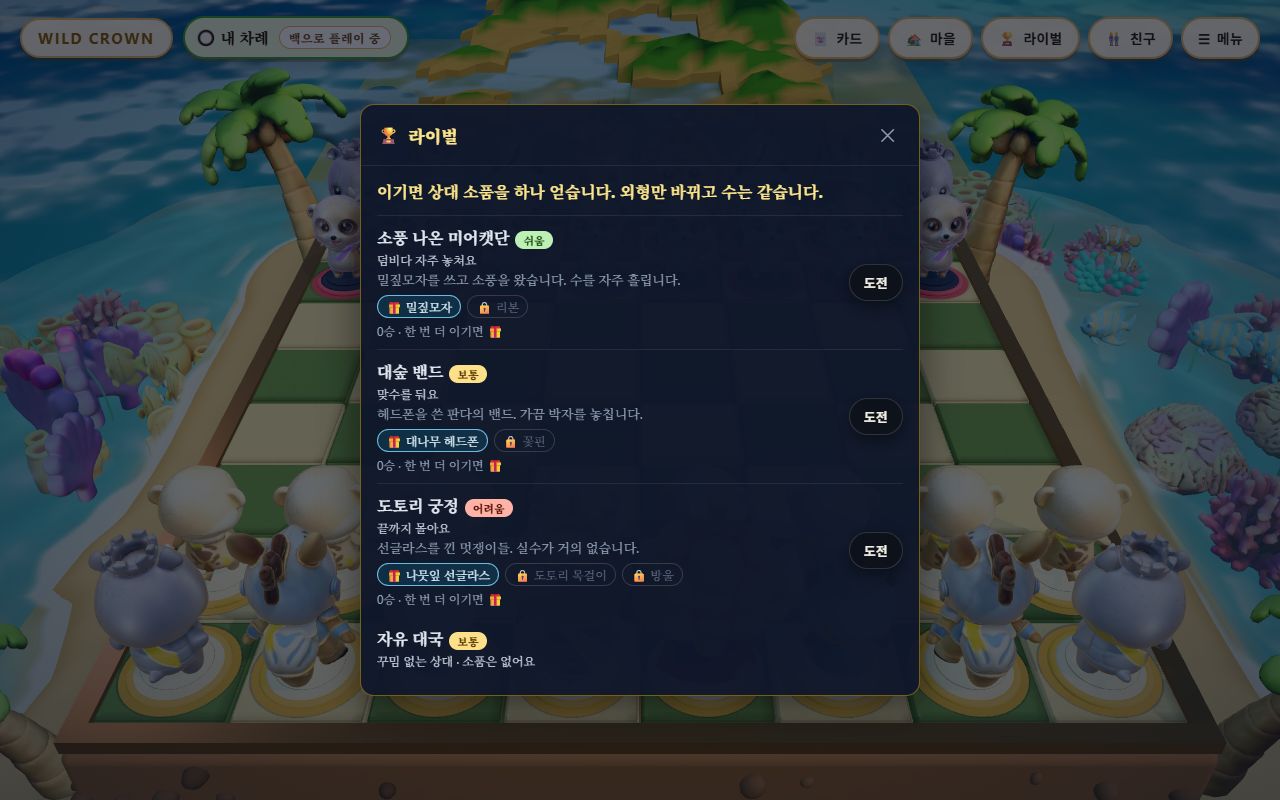 WILD CROWN
내 차례 백으로 플레이 중
카드
마을
라이벌
친구
메뉴
라이벌
이기면 상대 소품을 하나 얻습니다. 외형만 바뀌고 수는 같습니다.
소풍 나온 미어캣단 쉬움
덤비다 자주 놓쳐요
밀짚모자를 쓰고 소풍을 왔습니다. 수를 자주 흘립니다.
밀짚모자 리본
0승 · 한 번 더 이기면
도전
대숲 밴드 보통
맞수를 둬요
헤드폰을 쓴 판다의 밴드. 가끔 박자를 놓칩니다.
대나무 헤드폰 꽃핀
0승 · 한 번 더 이기면
도전
도토리 궁정 어려움
끝까지 몰아요
선글라스를 낀 멋쟁이들. 실수가 거의 없습니다.
나뭇잎 선글라스 도토리 목걸이 방울
0승 · 한 번 더 이기면
도전
자유 대국 보통
꾸밈 없는 상대 · 소품은 없어요